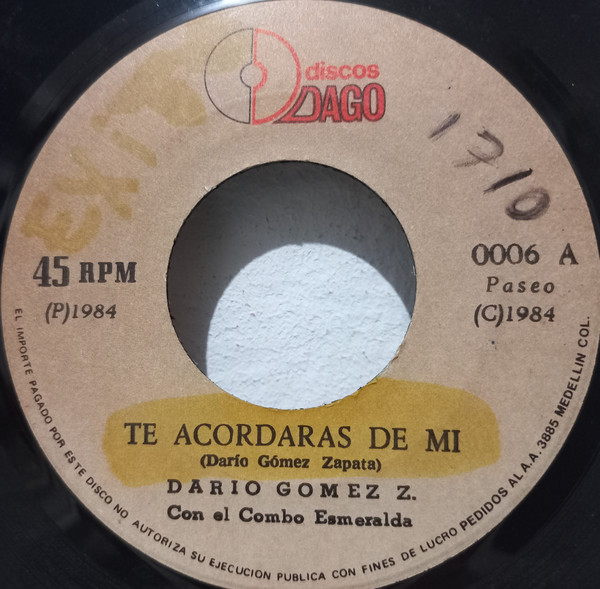 discos
DAGO
EXITO
1710
45 RPM
(P)1984
0006 A
Paseo
(C)1984
TE ACORDARAS DE MI
(Darío Gómez Zapata)
DARIO GOMEZ Z.
Con el Combo Esmeralda
EL IMPORTE PAGADO POR ESTE DISCO NO AUTORIZA SU EJECUCION PUBLICA CON FINES DE LUCRO PEDIDOS AL A.A. 3885 MEDELLIN COL.